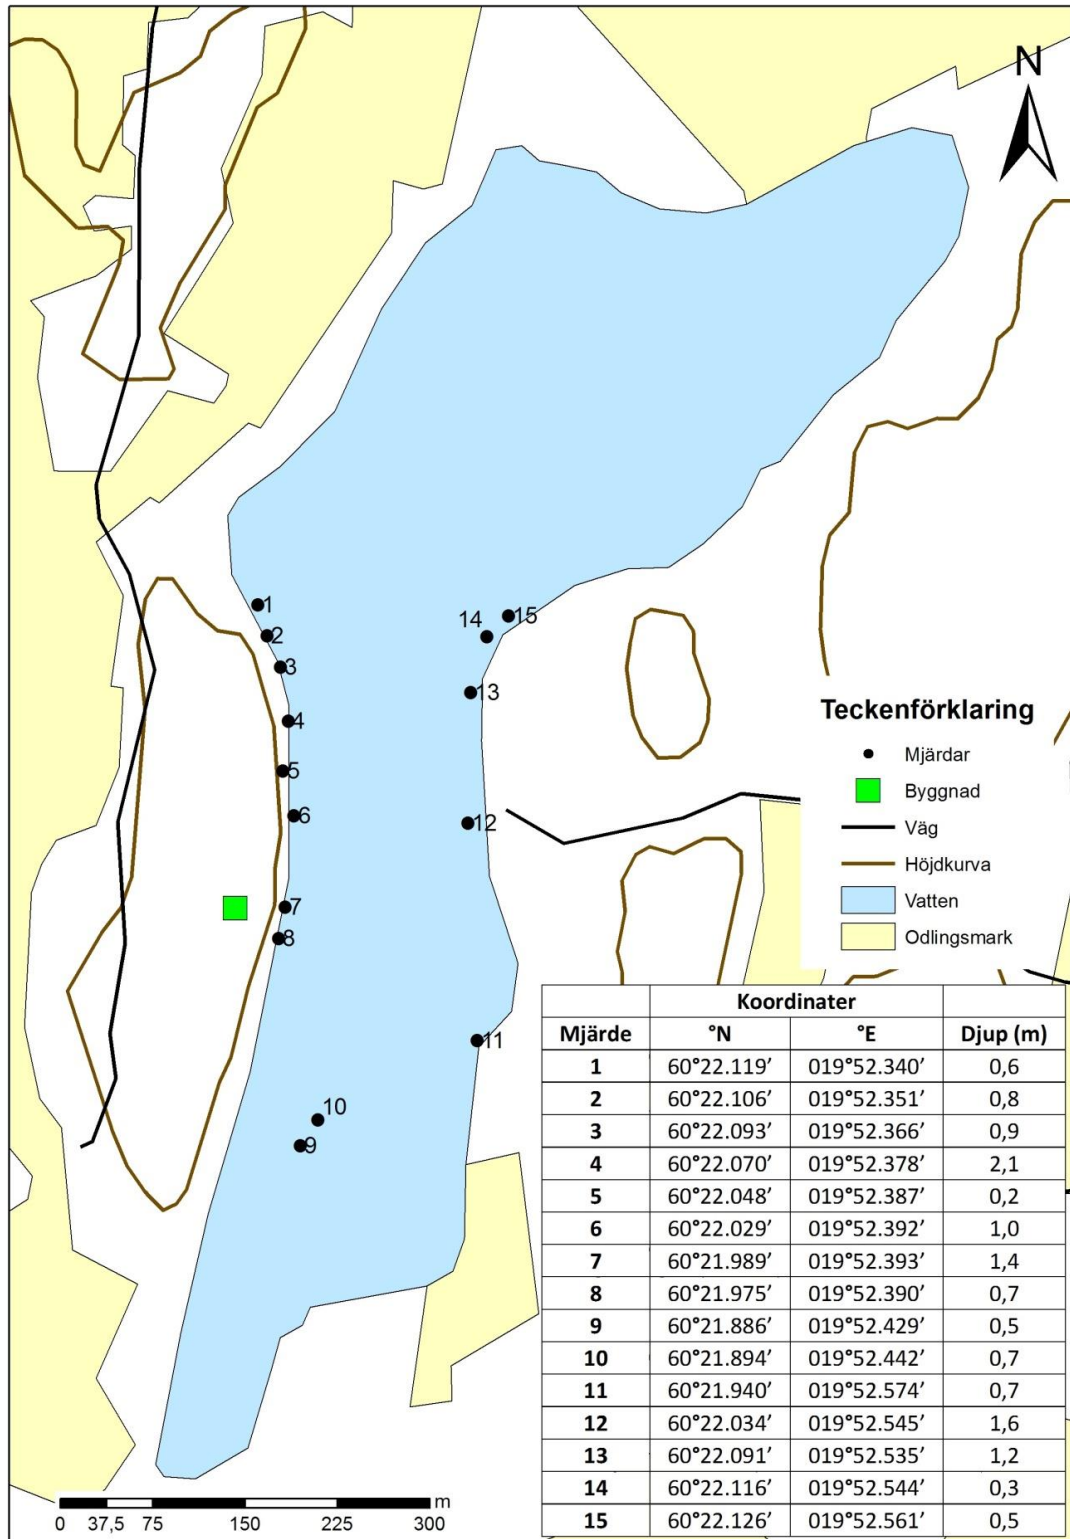 N
1
2
3
4
5
6
7
8
9
10
11
12
13
14
15
Teckenförklaring
Mjärdar
Byggnad
Väg
Höjdkurva
Vatten
Odlingsmark
Koordinater
Mjärde °N °E Djup (m)
1 60°22.119’ 019°52.340’ 0,6
2 60°22.106’ 019°52.351’ 0,8
3 60°22.093’ 019°52.366’ 0,9
4 60°22.070’ 019°52.378’ 2,1
5 60°22.048’ 019°52.387’ 0,2
6 60°22.029’ 019°52.392’ 1,0
7 60°21.989’ 019°52.393’ 1,4
8 60°21.975’ 019°52.390’ 0,7
9 60°21.886’ 019°52.429’ 0,5
10 60°21.894’ 019°52.442’ 0,7
11 60°21.940’ 019°52.574’ 0,7
12 60°22.034’ 019°52.545’ 1,6
13 60°22.091’ 019°52.535’ 1,2
14 60°22.116’ 019°52.544’ 0,3
15 60°22.126’ 019°52.561’ 0,5
m
0 37,5 75 150 225 300